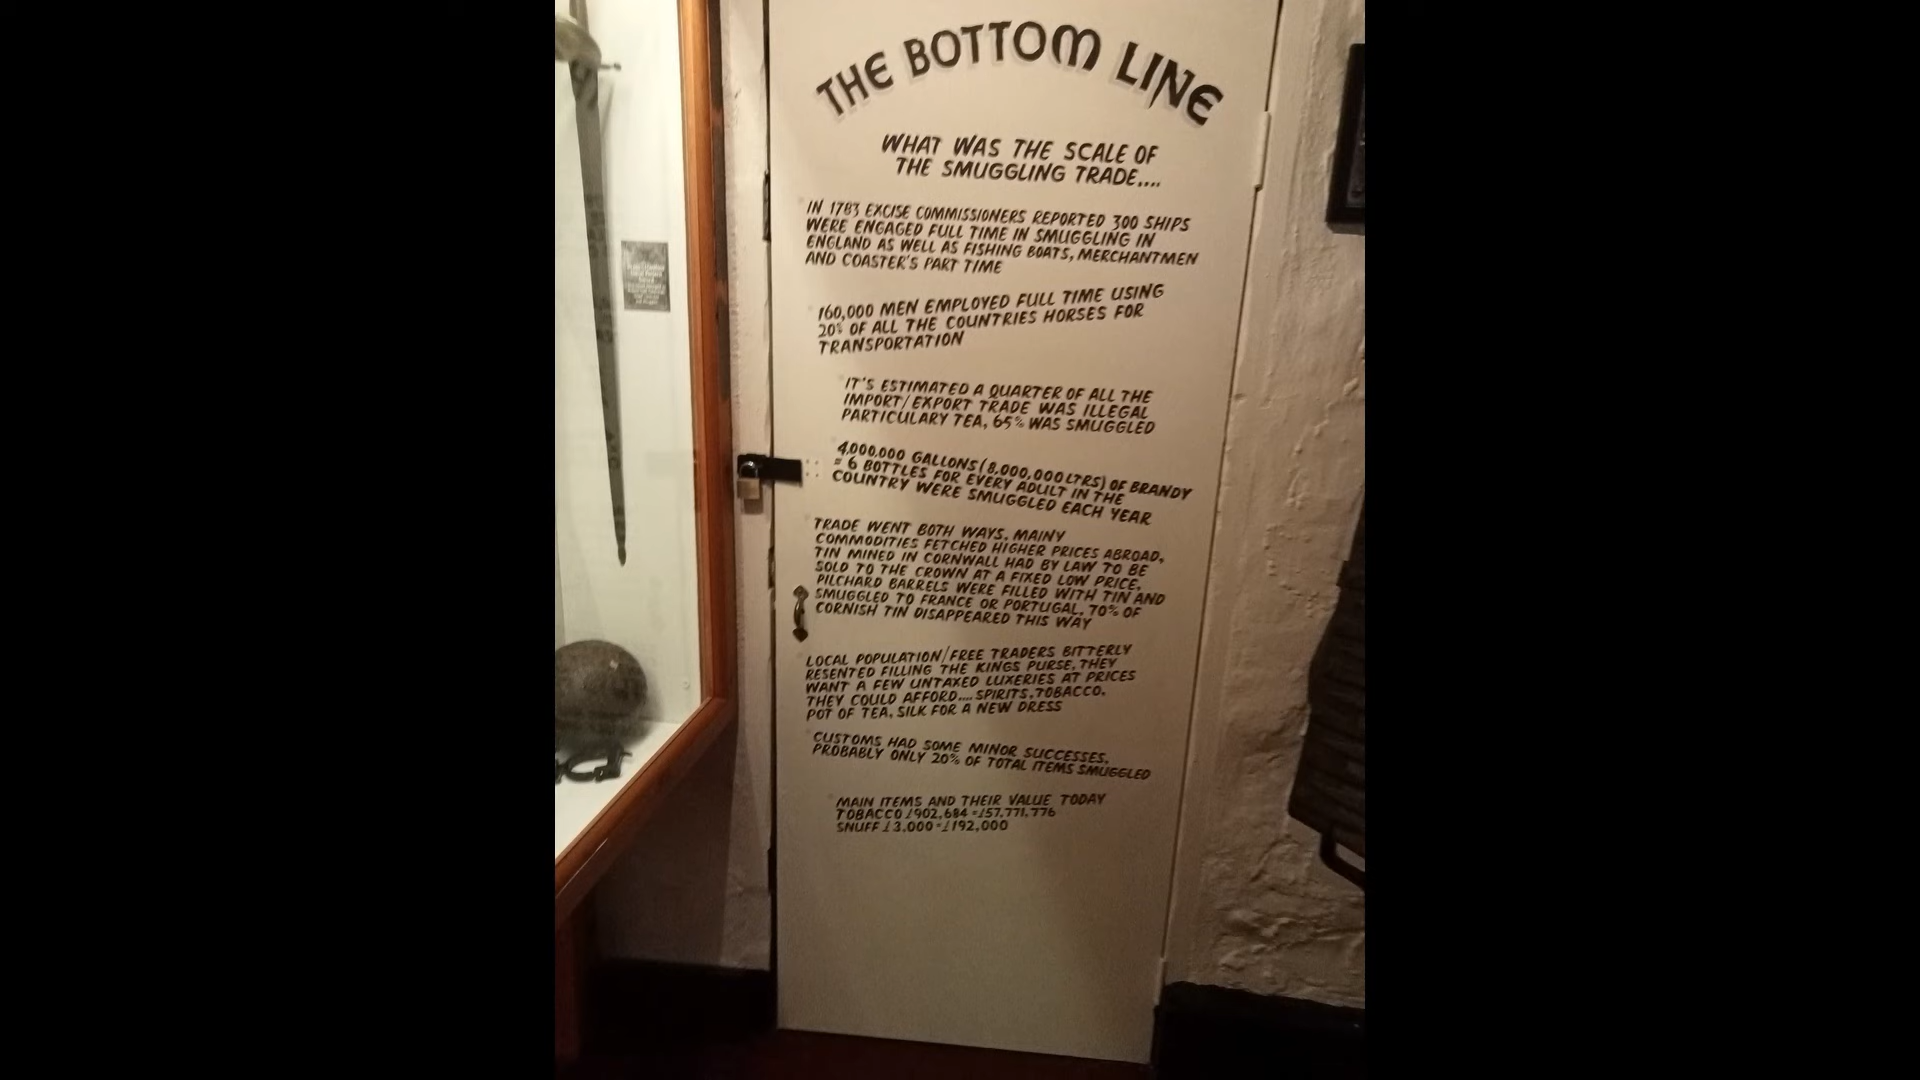 THE BOTTOM LINE
WHAT WAS THE SCALE OF
THE SMUGGLING TRADE....
IN 1783 EXCISE COMMISSIONERS REPORTED 300 SHIPS
WERE ENGAGED FULL TIME IN SMUGGLING IN
ENGLAND AS WELL AS FISHING BOATS, MERCHANTMEN
AND COASTER'S PART TIME
160,000 MEN EMPLOYED FULL TIME USING
20% OF ALL THE COUNTRIES HORSES FOR
TRANSPORTATION
IT'S ESTIMATED A QUARTER OF ALL THE
IMPORT/EXPORT TRADE WAS ILLEGAL
PARTICULARY TEA, 65% WAS SMUGGLED
4,000,000 GALLONS (8,000,000 LTRS) OF BRANDY
= 6 BOTTLES FOR EVERY ADULT IN THE
COUNTRY WERE SMUGGLED EACH YEAR
TRADE WENT BOTH WAYS. MAINY
COMMODITIES FETCHED HIGHER PRICES ABROAD,
TIN MINED IN CORNWALL HAD BY LAW TO BE
SOLD TO THE CROWN AT A FIXED LOW PRICE,
PILCHARD BARRELS WERE FILLED WITH TIN AND
SMUGGLED TO FRANCE OR PORTUGAL, 70% OF
CORNISH TIN DISAPPEARED THIS WAY
LOCAL POPULATION/FREE TRADERS BITTERLY
RESENTED FILLING THE KINGS PURSE, THEY
WANT A FEW UNTAXED LUXERIES AT PRICES
THEY COULD AFFORD.... SPIRITS, TOBACCO,
POT OF TEA, SILK FOR A NEW DRESS
CUSTOMS HAD SOME MINOR SUCCESSES,
PROBABLY ONLY 20% OF TOTAL ITEMS SMUGGLED
MAIN ITEMS AND THEIR VALUE TODAY
TOBACCO £902,684 = £57,771,776
SNUFF £3,000 = £192,000